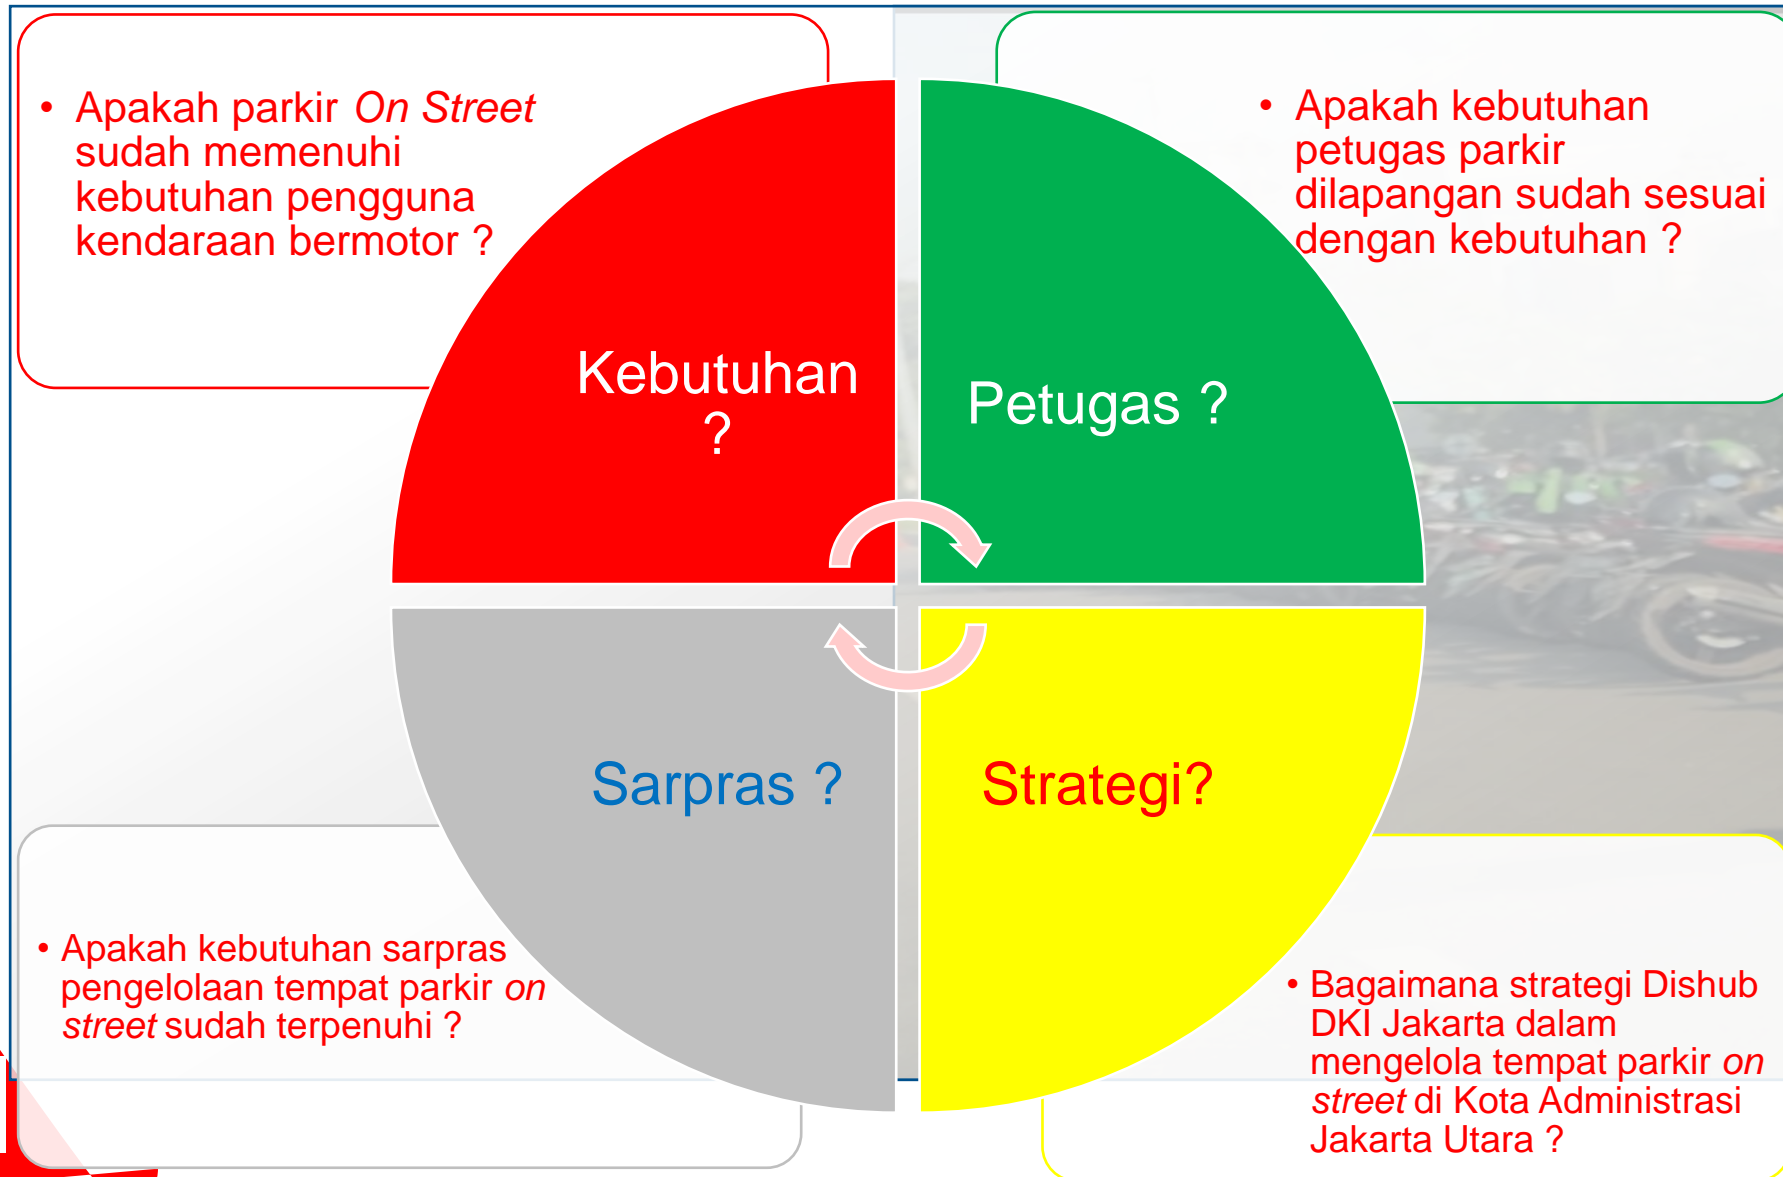 • Apakah parkir On Street
sudah memenuhi
kebutuhan pengguna
kendaraan bermotor ?
• Apakah kebutuhan
petugas parkir
dilapangan sudah sesuai
dengan kebutuhan ?
Kebutuhan
?
Petugas ?
Sarpras ?
Strategi?
• Apakah kebutuhan sarpras
pengelolaan tempat parkir on
street sudah terpenuhi ?
• Bagaimana strategi Dishub
DKI Jakarta dalam
mengelola tempat parkir on
street di Kota Administrasi
Jakarta Utara ?